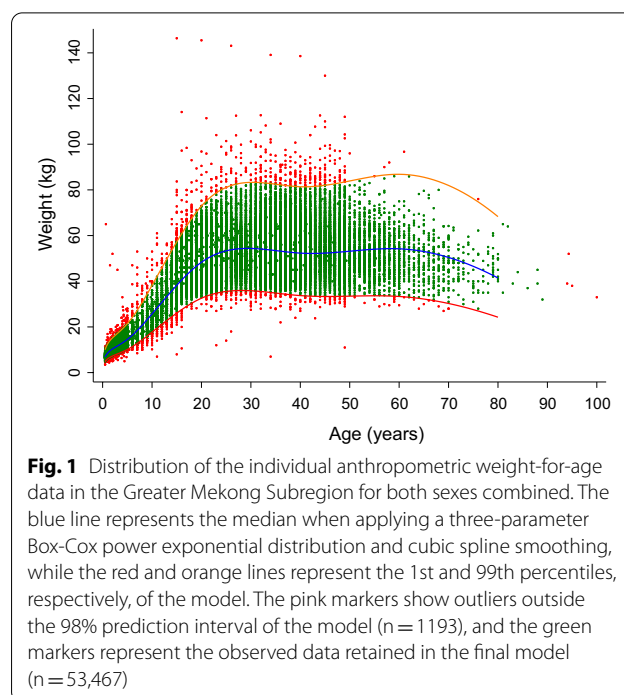 140
120
100
80
60
40
20
0
Weight (kg)
0 10 20 30 40 50 60 70 80 90 100
Age (years)
Fig. 1 Distribution of the individual anthropometric weight-for-age
data in the Greater Mekong Subregion for both sexes combined. The
blue line represents the median when applying a three-parameter
Box-Cox power exponential distribution and cubic spline smoothing,
while the red and orange lines represent the 1st and 99th percentiles,
respectively, of the model. The pink markers show outliers outside
the 98% prediction interval of the model (n = 1193), and the green
markers represent the observed data retained in the final model
(n = 53,467)